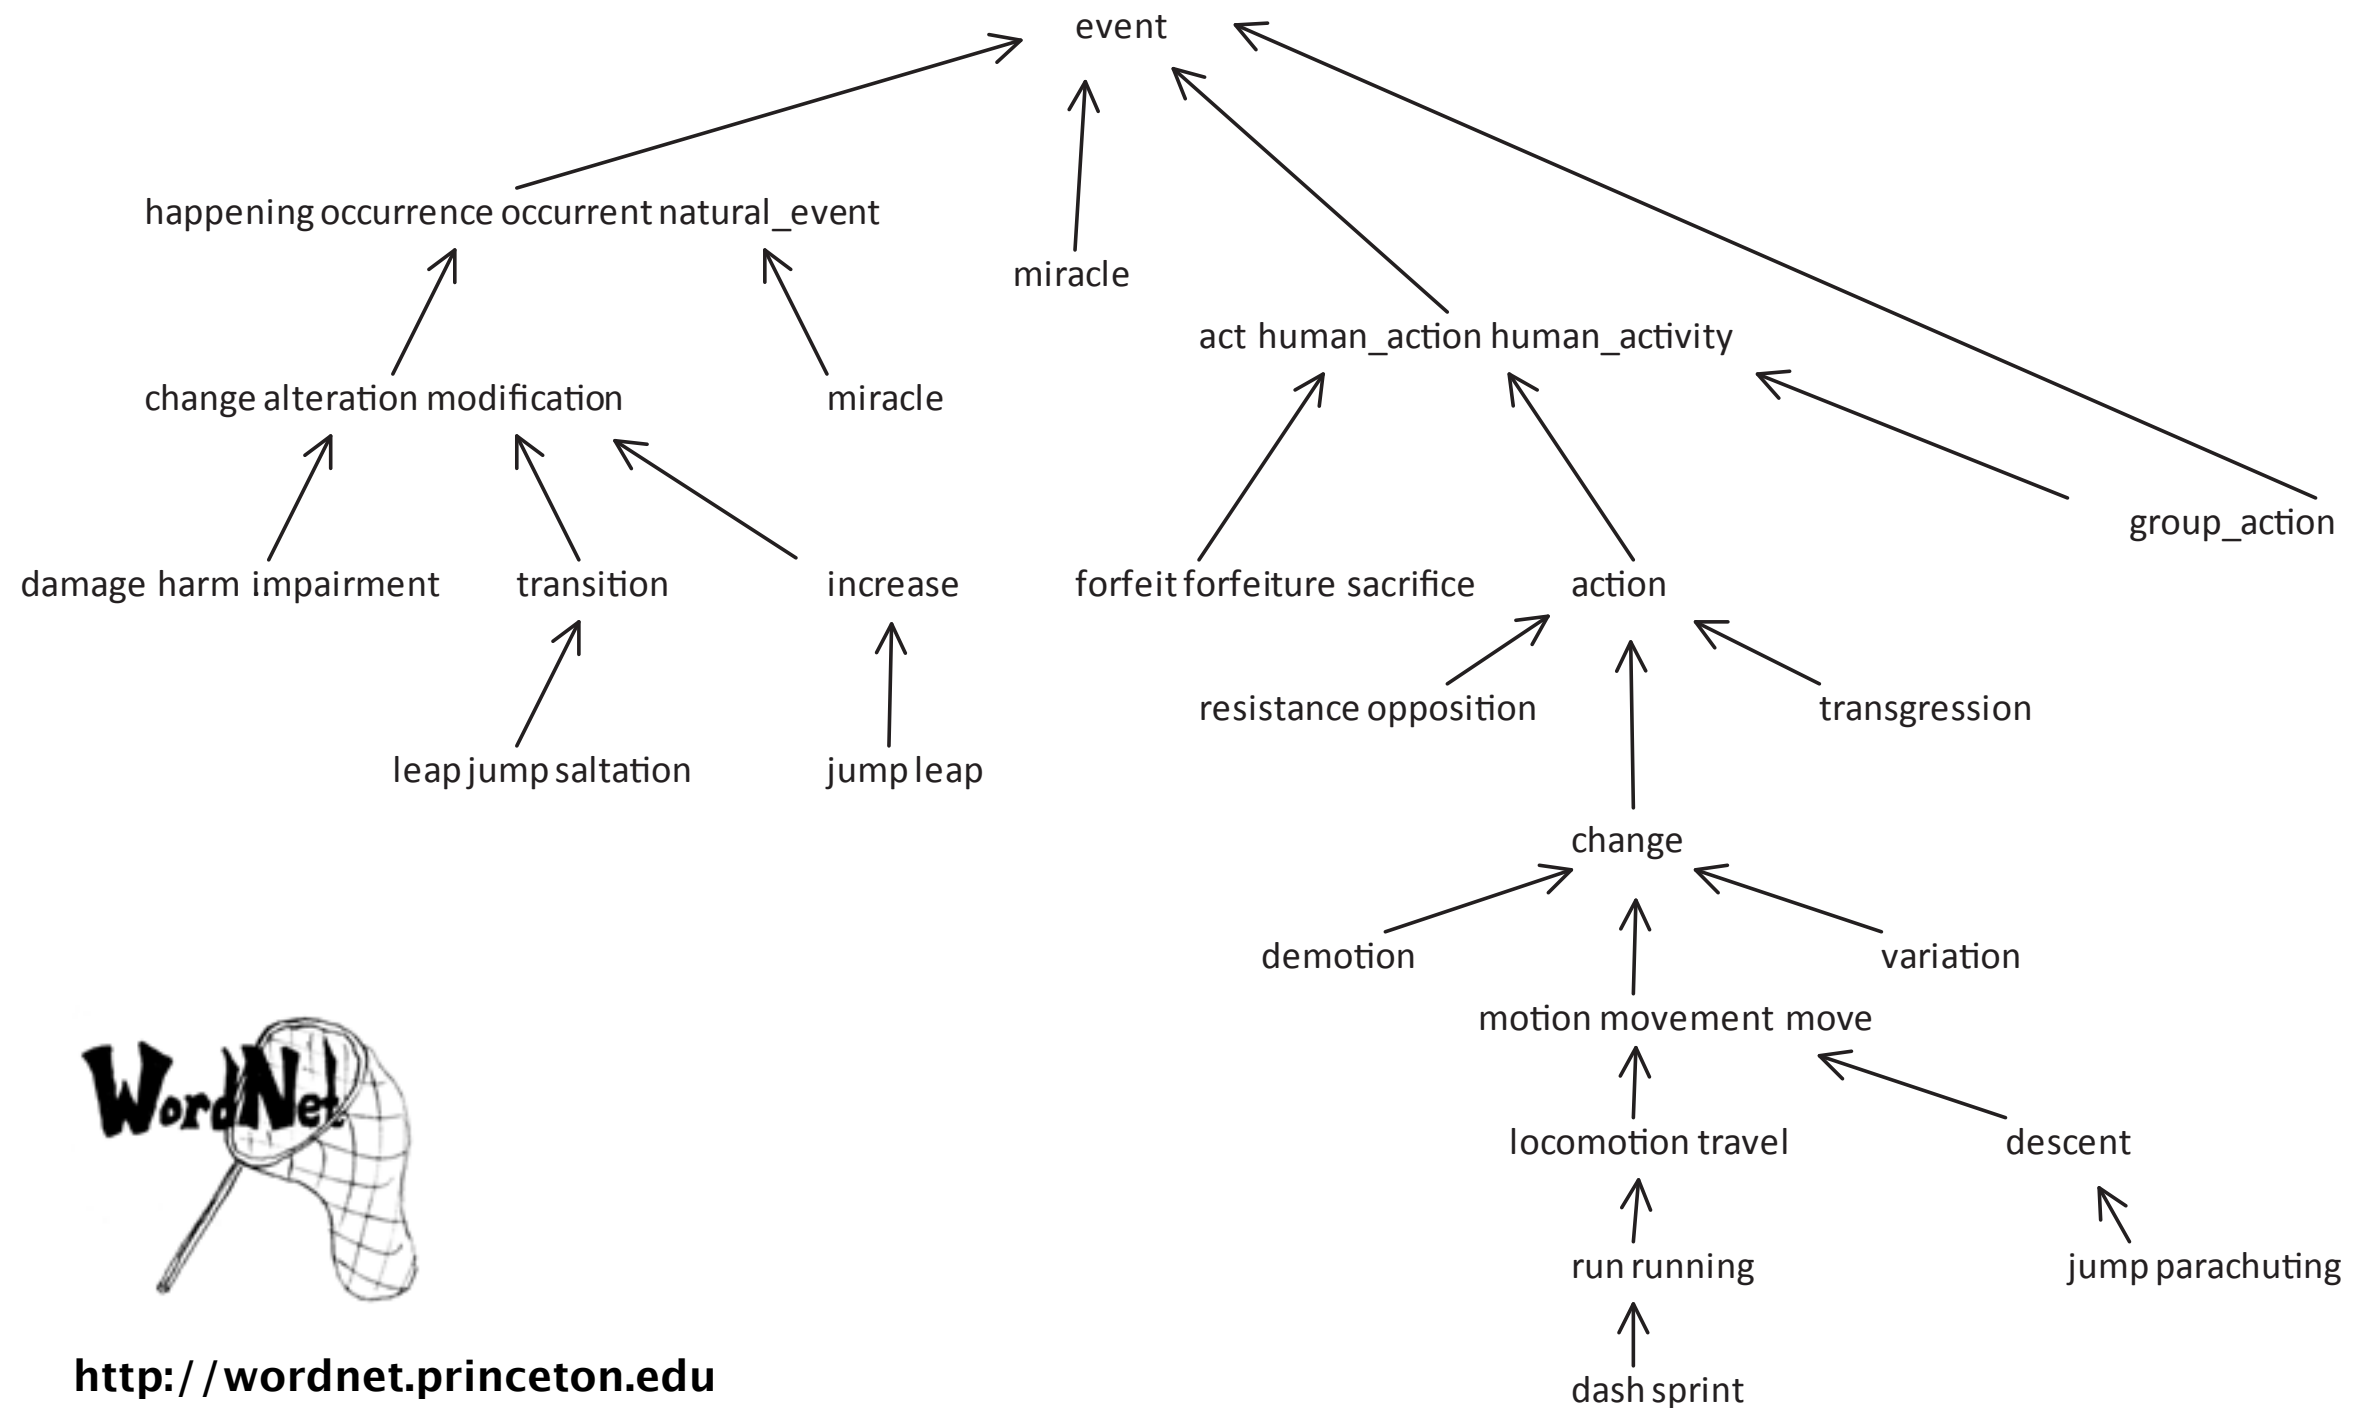 event
happening occurrence occurrent natural_event
miracle
act human_action human_activity
change alteration modification
miracle
group_action
damage harm impairment
transition
increase
forfeit forfeiture sacrifice
action
resistance opposition
transgression
leap jump saltation
jump leap
change
demotion
variation
motion movement move
WordNet
locomotion travel
descent
run running
jump parachuting
http://wordnet.princeton.edu
dash sprint